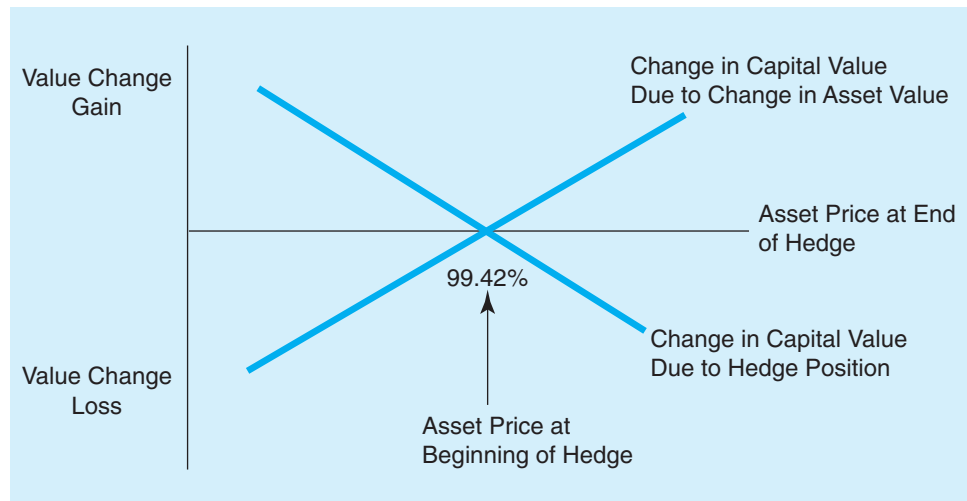 Value Change
Gain
Change in Capital Value
Due to Change in Asset Value
Asset Price at End
of Hedge
99.42%
Change in Capital Value
Due to Hedge Position
Value Change
Loss
Asset Price at
Beginning of Hedge